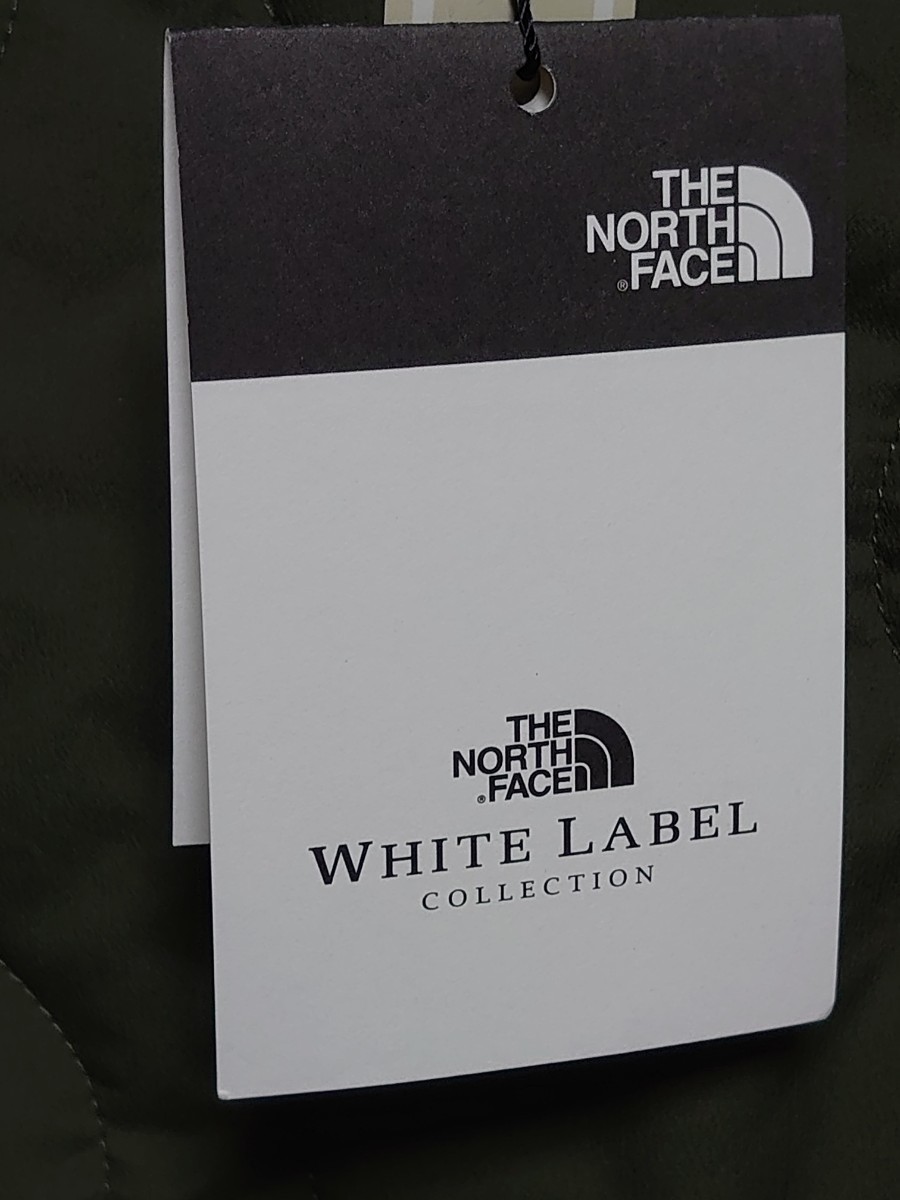 THE
NORTH
FACE
®
THE
NORTH
FACE
®
WHITE LABEL
COLLECTION